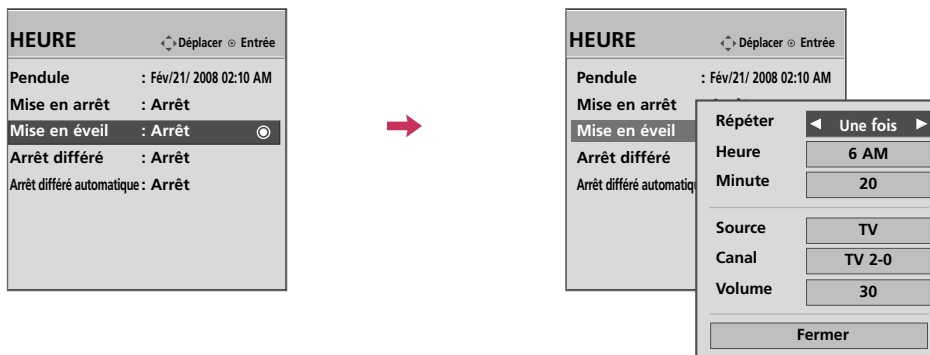 HEURE Déplacer Entrée
Pendule : Fév/21/ 2008 02:10 AM
Mise en arrêt : Arrêt
Mise en éveil : Arrêt
Arrêt différé : Arrêt
Arrêt différé automatique : Arrêt
HEURE Déplacer Entrée
Pendule : Fév/21/ 2008 02:10 AM
Mise en arrêt
Mise en éveil
Arrêt différé
Arrêt différé automatiq
Répéter Une fois
Heure 6 AM
Minute 20
Source TV
Canal TV 2-0
Volume 30
Fermer